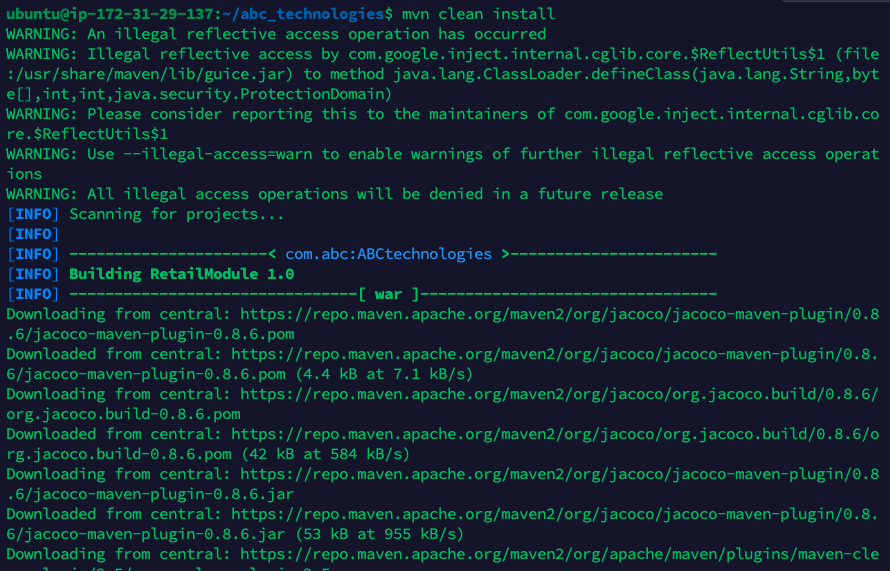 ubuntu@ip-172-31-29-137:~/abc_technologies$ mvn clean install
WARNING: An illegal reflective access operation has occurred
WARNING: Illegal reflective access by com.google.inject.internal.cglib.core.$ReflectUtils$1 (file
:/usr/share/maven/lib/guice.jar) to method java.lang.ClassLoader.defineClass(java.lang.String,byt
e[],int,int,java.security.ProtectionDomain)
WARNING: Please consider reporting this to the maintainers of com.google.inject.internal.cglib.co
re.$ReflectUtils$1
WARNING: Use --illegal-access=warn to enable warnings of further illegal reflective access operat
ions
WARNING: All illegal access operations will be denied in a future release
[INFO] Scanning for projects...
[INFO]
[INFO] ----------------------< com.abc:ABCtechnologies >-----------------------
[INFO] Building RetailModule 1.0
[INFO] --------------------------------[ war ]---------------------------------
Downloading from central: https://repo.maven.apache.org/maven2/org/jacoco/jacoco-maven-plugin/0.8
.6/jacoco-maven-plugin-0.8.6.pom
Downloaded from central: https://repo.maven.apache.org/maven2/org/jacoco/jacoco-maven-plugin/0.8.
6/jacoco-maven-plugin-0.8.6.pom (4.4 kB at 7.1 kB/s)
Downloading from central: https://repo.maven.apache.org/maven2/org/jacoco/org.jacoco.build/0.8.6/
org.jacoco.build-0.8.6.pom
Downloaded from central: https://repo.maven.apache.org/maven2/org/jacoco/org.jacoco.build/0.8.6/o
rg.jacoco.build-0.8.6.pom (42 kB at 584 kB/s)
Downloading from central: https://repo.maven.apache.org/maven2/org/jacoco/jacoco-maven-plugin/0.8
.6/jacoco-maven-plugin-0.8.6.jar
Downloaded from central: https://repo.maven.apache.org/maven2/org/jacoco/jacoco-maven-plugin/0.8.
6/jacoco-maven-plugin-0.8.6.jar (53 kB at 955 kB/s)
Downloading from central: https://repo.maven.apache.org/maven2/org/apache/maven/plugins/maven-cle